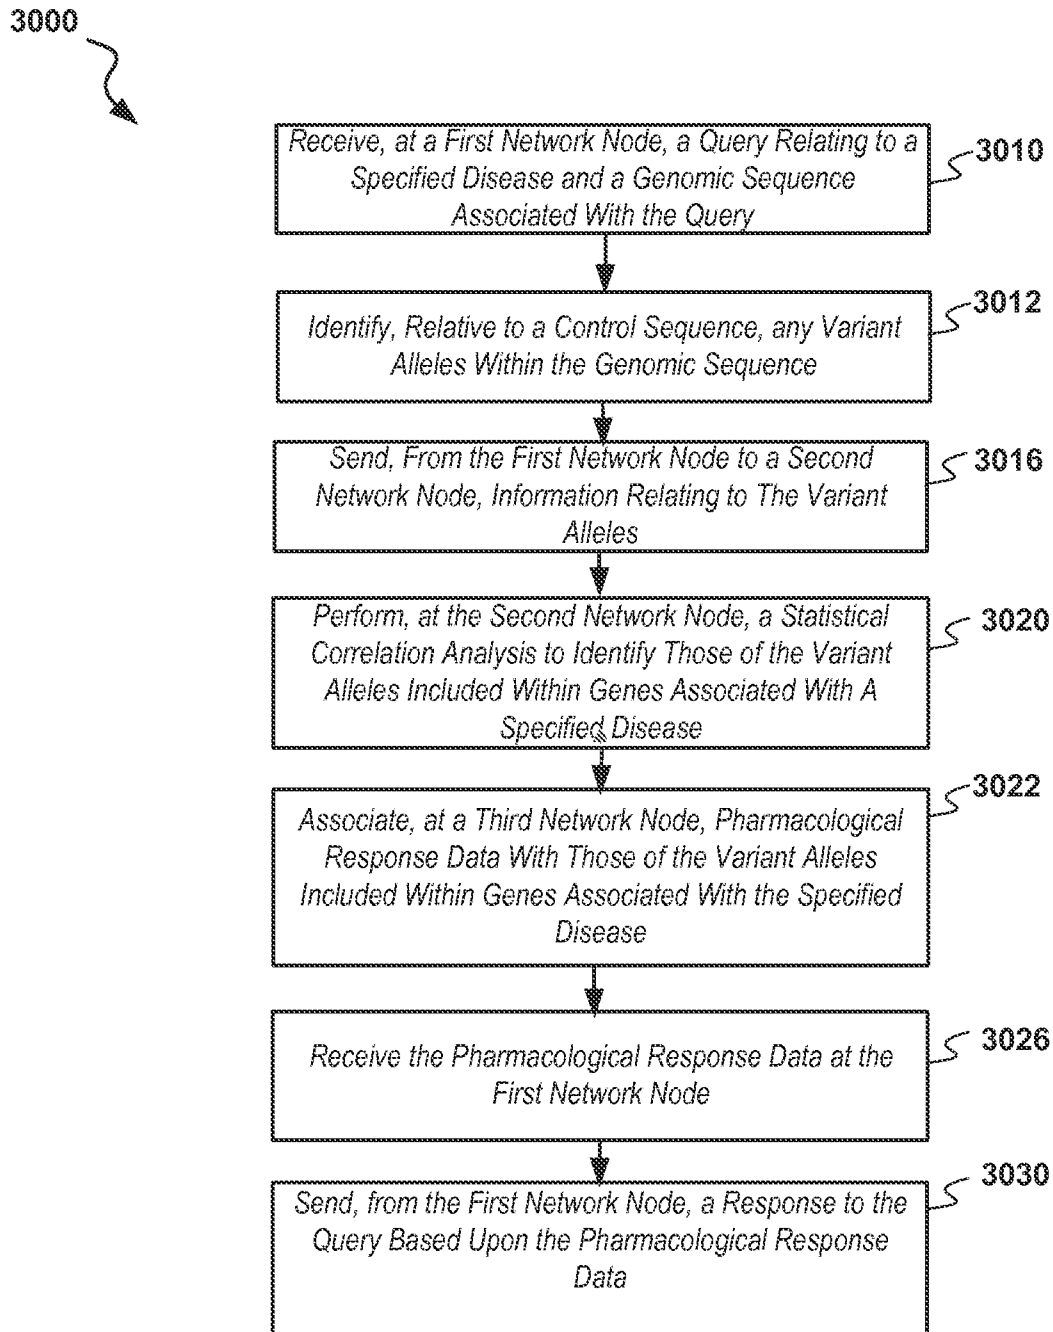 3000
Receive, at a First Network Node, a Query Relating to a
Specified Disease and a Genomic Sequence
Associated With the Query
3010
Identify, Relative to a Control Sequence, any Variant
Alleles Within the Genomic Sequence
3012
Send, From the First Network Node to a Second
Network Node, Information Relating to The Variant
Alleles
3016
Perform, at the Second Network Node, a Statistical
Correlation Analysis to Identify Those of the Variant
Alleles Included Within Genes Associated With A
Specified Disease
3020
Associate, at a Third Network Node, Pharmacological
Response Data With Those of the Variant Alleles
Included Within Genes Associated With the Specified
Disease
3022
Receive the Pharmacological Response Data at the
First Network Node
3026
Send, from the First Network Node, a Response to the
Query Based Upon the Pharmacological Response
Data
3030